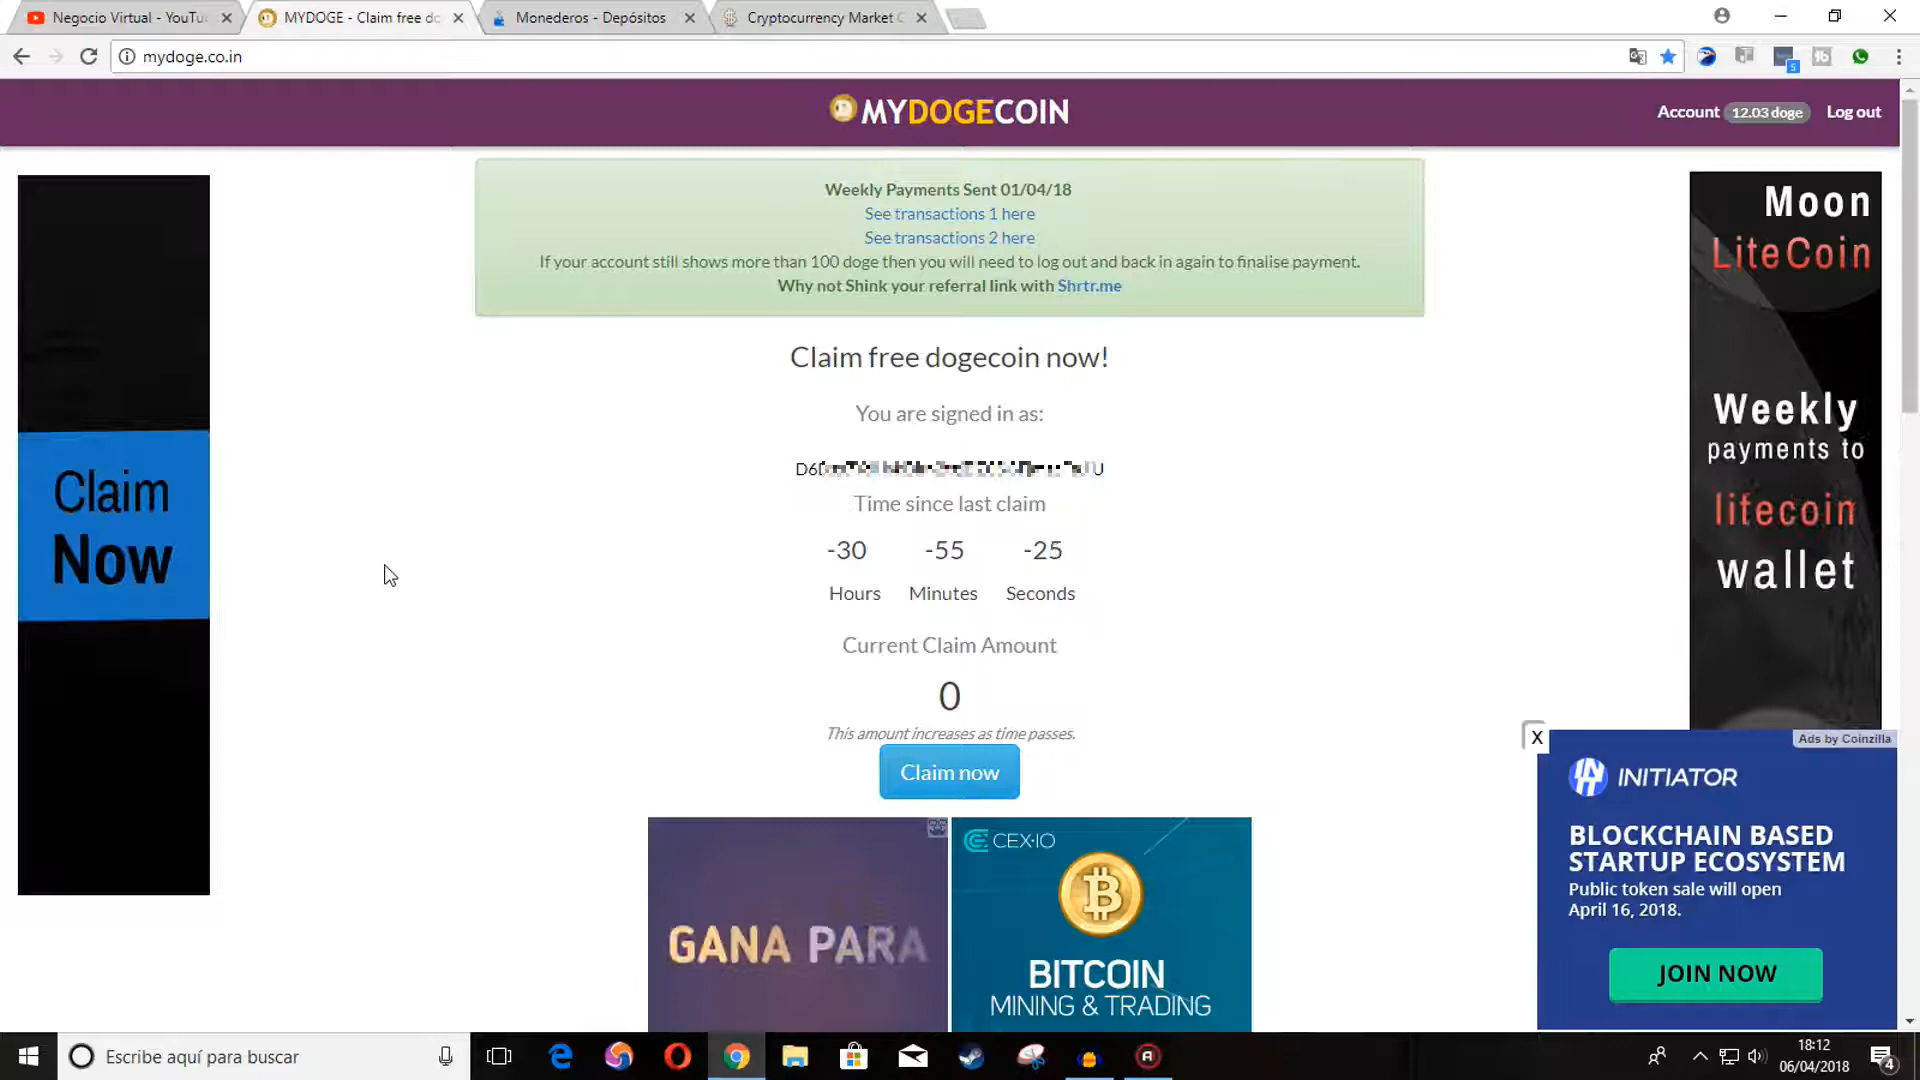 Negocio Virtual - YouTu
MYDOGE - Claim free do
Monederos - Depósitos
Cryptocurrency Market C
mydoge.co.in
5
MYDOGECOIN
Account 12.03 doge Log out
Weekly Payments Sent 01/04/18
See transactions 1 here
See transactions 2 here
If your account still shows more than 100 doge then you will need to log out and back in again to finalise payment.
Why not Shink your referral link with Shrtr.me
Claim free dogecoin now!
You are signed in as:
Time since last claim
-30 -55 -25
Hours Minutes Seconds
Current Claim Amount
0
This amount increases as time passes.
Claim now
Claim
Now
Moon
LiteCoin
Weekly
payments to
lifecoin
wallet
GANA PARA
CEX·IO
BITCOIN
MINING & TRADING
X
Ads by Coinzilla
INITIATOR
BLOCKCHAIN BASED
STARTUP ECOSYSTEM
Public token sale will open
April 16, 2018.
JOIN NOW
Escribe aquí para buscar
18:12
06/04/2018
4